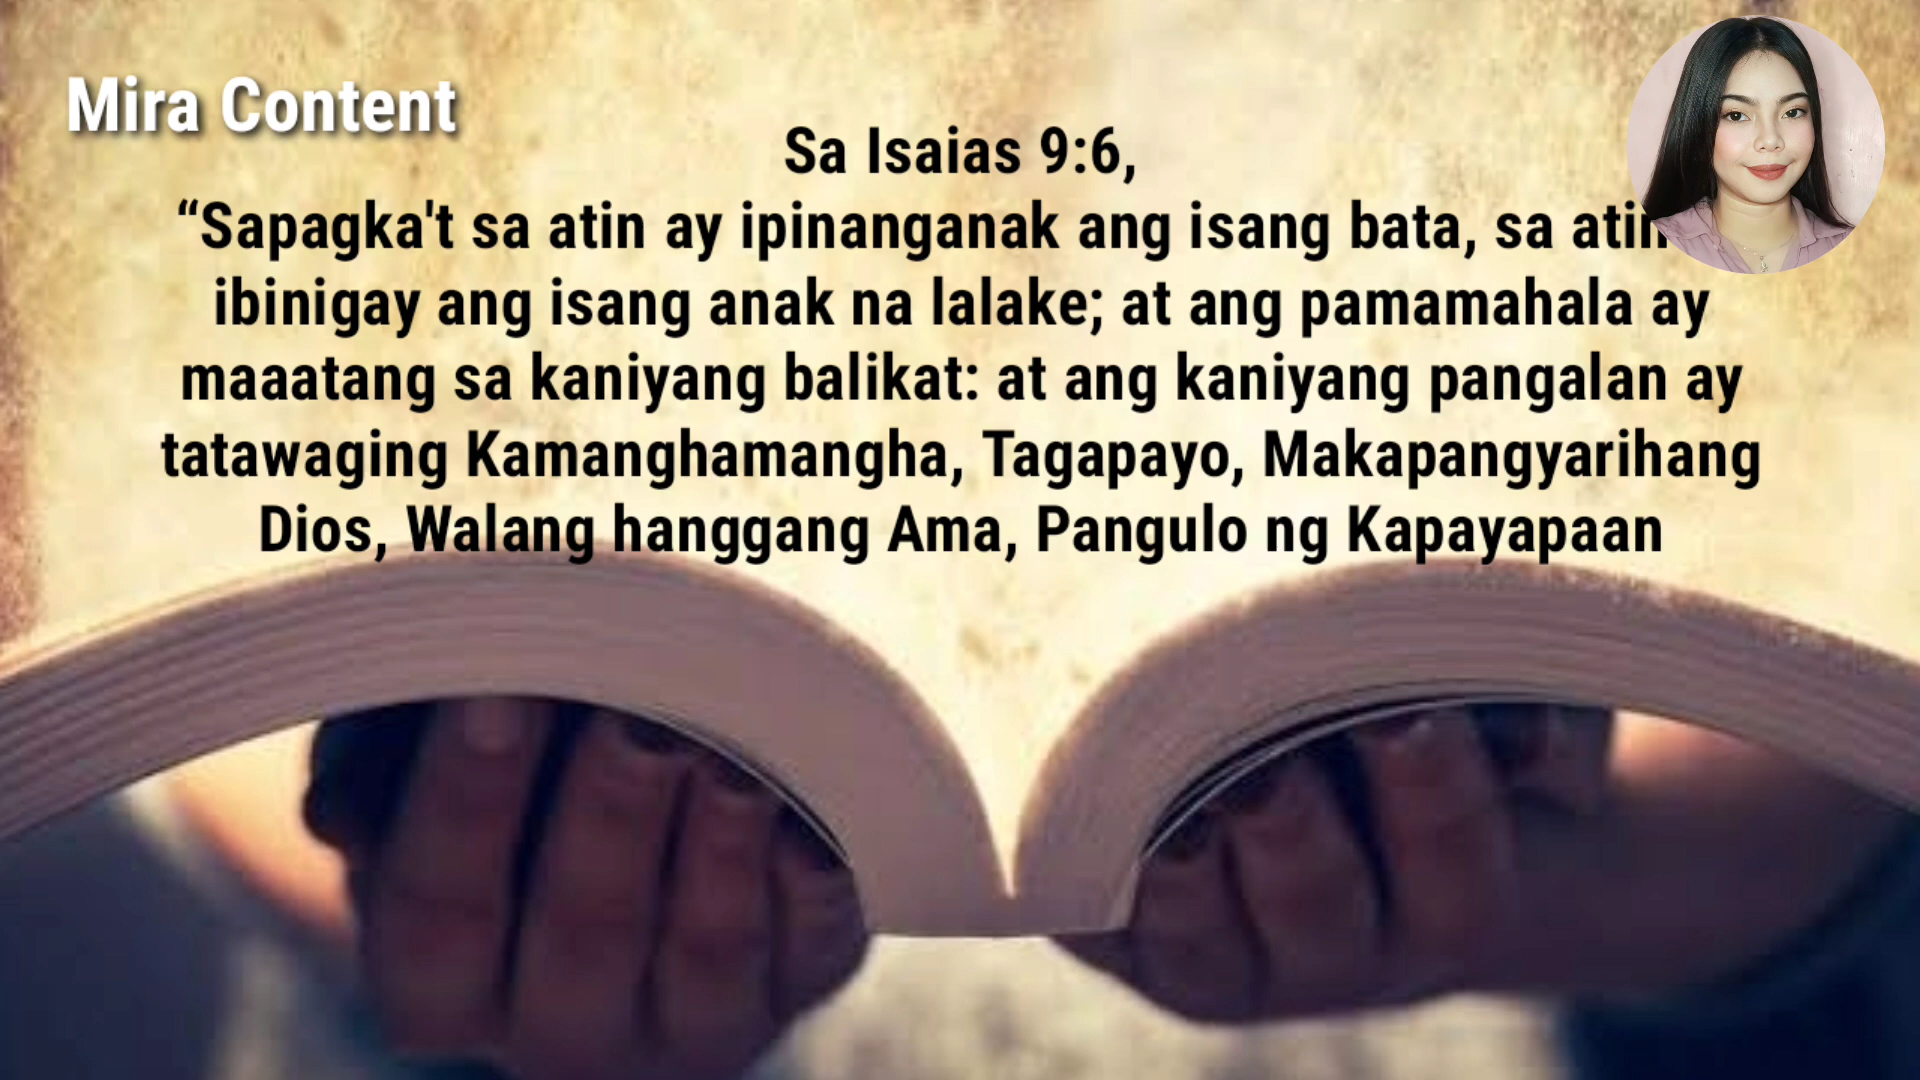 Mira Content
Sa Isaias 9:6,
“Sapagka't sa atin ay ipinanganak ang isang bata, sa atin
ibinigay ang isang anak na lalake; at ang pamamahala ay
maaatang sa kaniyang balikat: at ang kaniyang pangalan ay
tatawaging Kamanghamangha, Tagapayo, Makapangyarihang
Dios, Walang hanggang Ama, Pangulo ng Kapayapaan